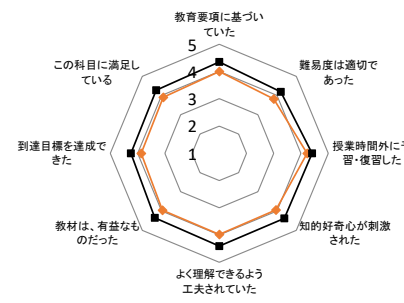 教育要項に基づい
ていた
難易度は適切で
あった
授業時間外に予
習・復習した
知的好奇心が刺激
された
よく理解できるよう
工夫されていた
教材は、有益なも
のだった
到達目標を達成で
きた
この科目に満足し
ている
5
4
3
2
1